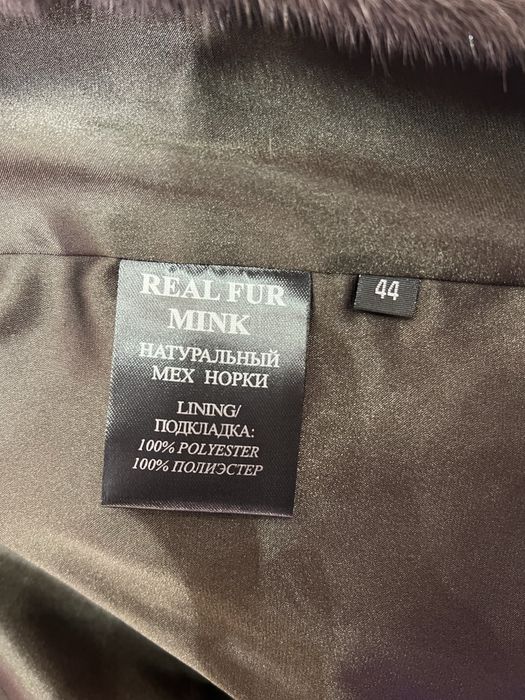 REAL FUR
MINK
НАТУРАЛЬНЫЙ
МЕХ НОРКИ
LINING/
ПОДКЛАДКА:
100% POLYESTER
100% ПОЛИЭСТЕР
44